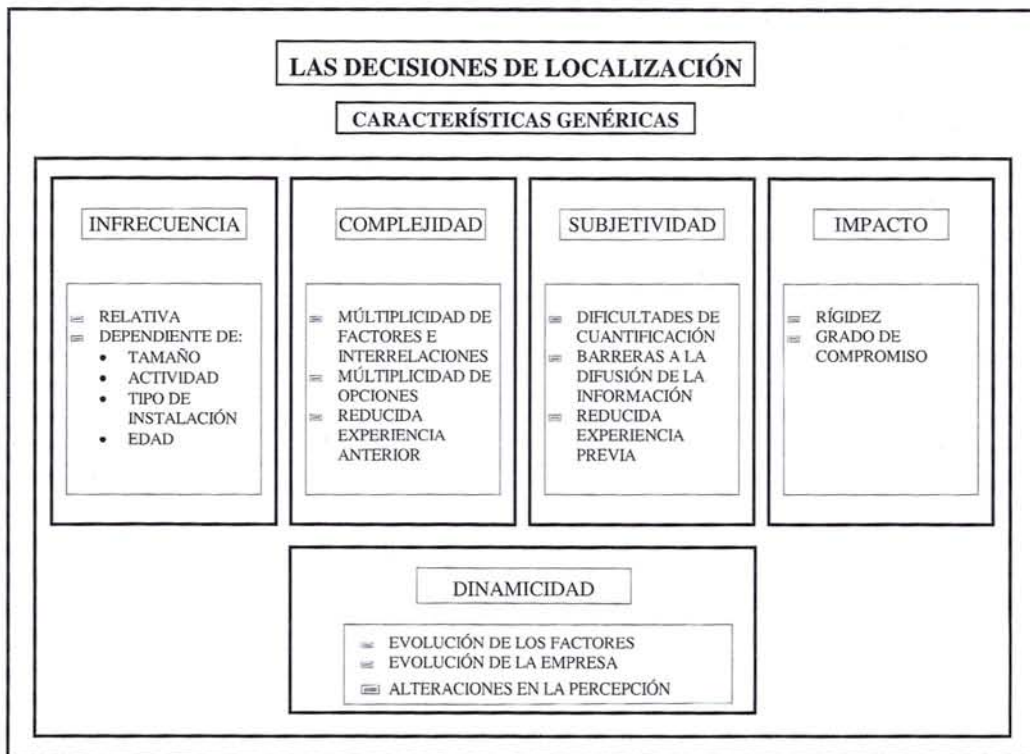 LAS DECISIONES DE LOCALIZACIÓN
CARACTERÍSTICAS GENÉRICAS
INFRECUENCIA
RELATIVA
DEPENDIENTE DE:
• TAMAÑO
• ACTIVIDAD
• TIPO DE
INSTALACIÓN
• EDAD
COMPLEJIDAD
MÚLTIPLICIDAD DE
FACTORES E
INTERRELACIONES
MÚLTIPLICIDAD DE
OPCIONES
REDUCIDA
EXPERIENCIA
ANTERIOR
SUBJETIVIDAD
DIFICULTADES DE
CUANTIFICACIÓN
BARRERAS A LA
DIFUSIÓN DE LA
INFORMACIÓN
REDUCIDA
EXPERIENCIA
PREVIA
IMPACTO
RÍGIDEZ
GRADO DE
COMPROMISO
DINAMICIDAD
EVOLUCIÓN DE LOS FACTORES
EVOLUCIÓN DE LA EMPRESA
ALTERACIONES EN LA PERCEPCIÓN